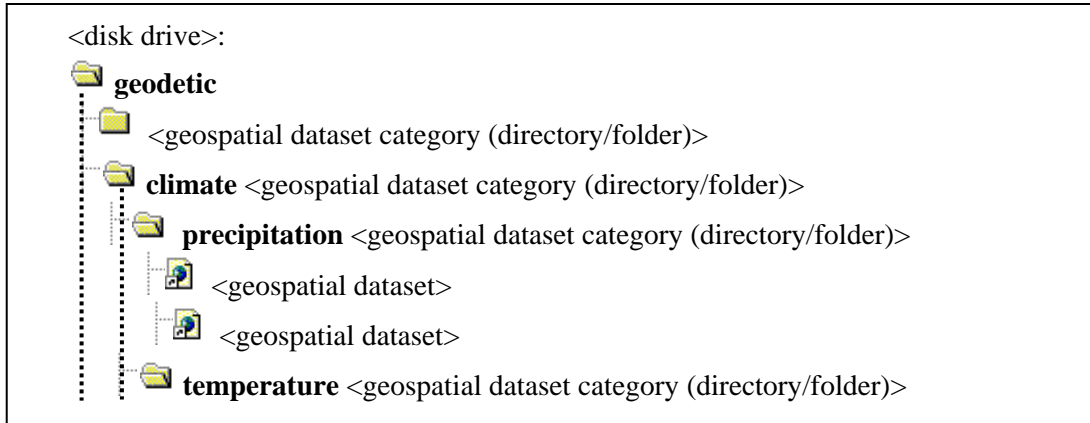 <disk drive>:
geodetic
<geospatial dataset category (directory/folder)>
climate <geospatial dataset category (directory/folder)>
precipitation <geospatial dataset category (directory/folder)>
<geospatial dataset>
<geospatial dataset>
temperature <geospatial dataset category (directory/folder)>